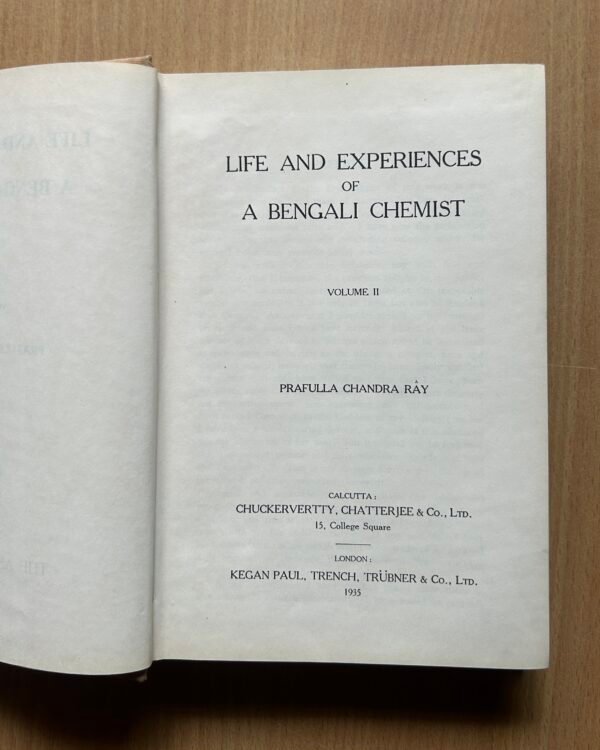 LIFE AND EXPERIENCES
OF
A BENGALI CHEMIST
VOLUME II
PRAFULLA CHANDRA RÂY
CALCUTTA:
CHUCKERVERTTY, CHATTERJEE & Co., LTD.
15, College Square
LONDON:
KEGAN PAUL, TRENCH, TRÜBNER & Co., LTD.
1935